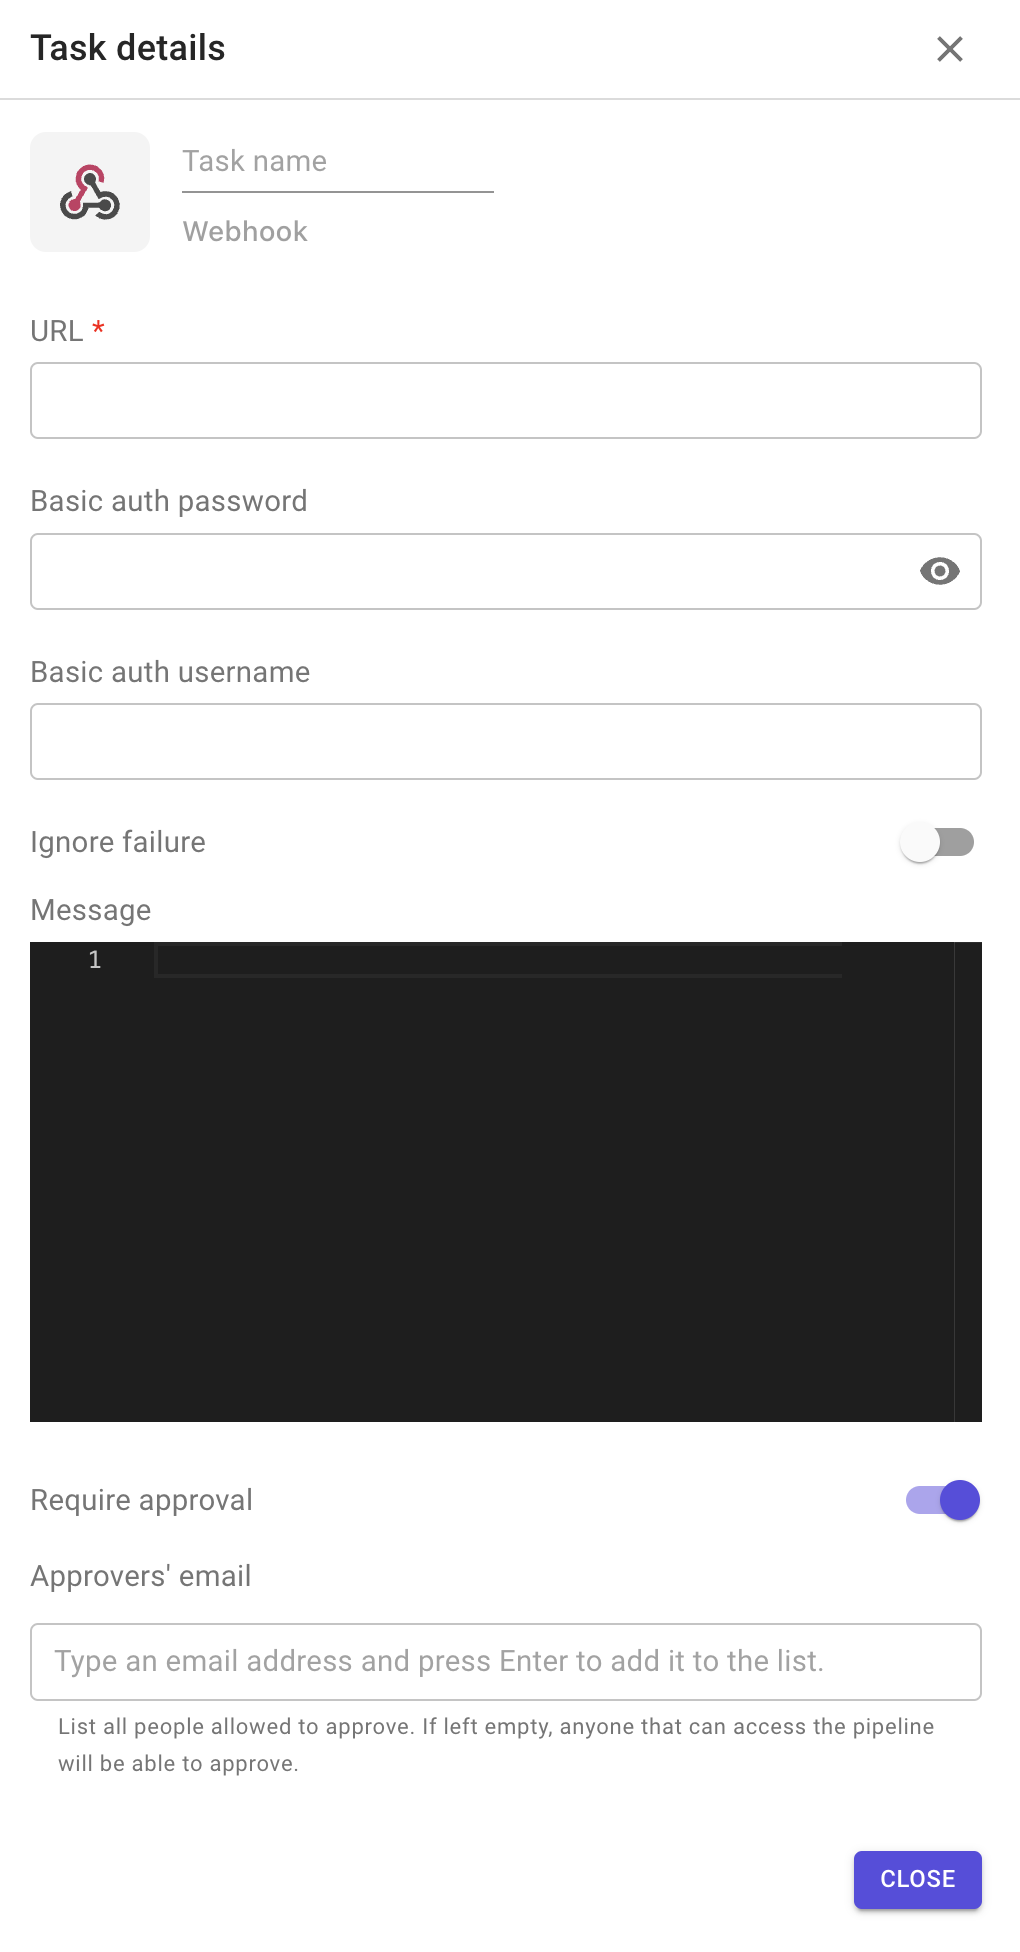 Task details
Task name
Webhook
URL *
Basic auth password
Basic auth username
Ignore failure
Message
1
Require approval
Approvers' email
Type an email address and press Enter to add it to the list.
List all people allowed to approve. If left empty, anyone that can access the pipeline
will be able to approve.
CLOSE